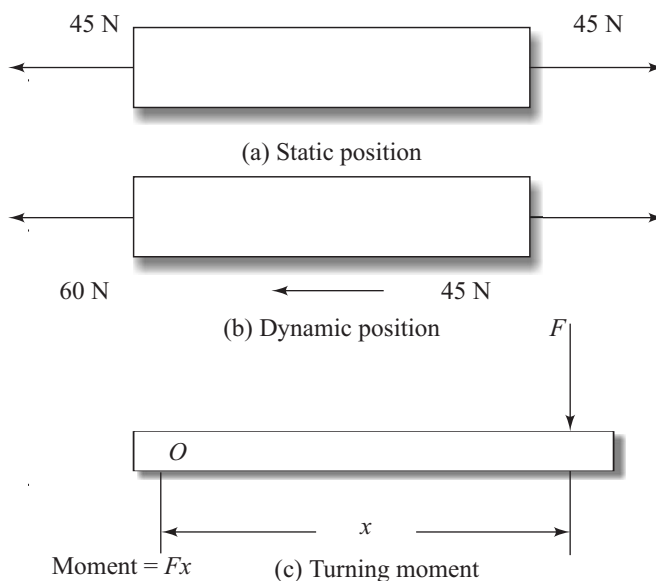 45 N 45 N
(a) Static position
60 N 45 N
(b) Dynamic position
F
O
x
Moment = Fx (c) Turning moment